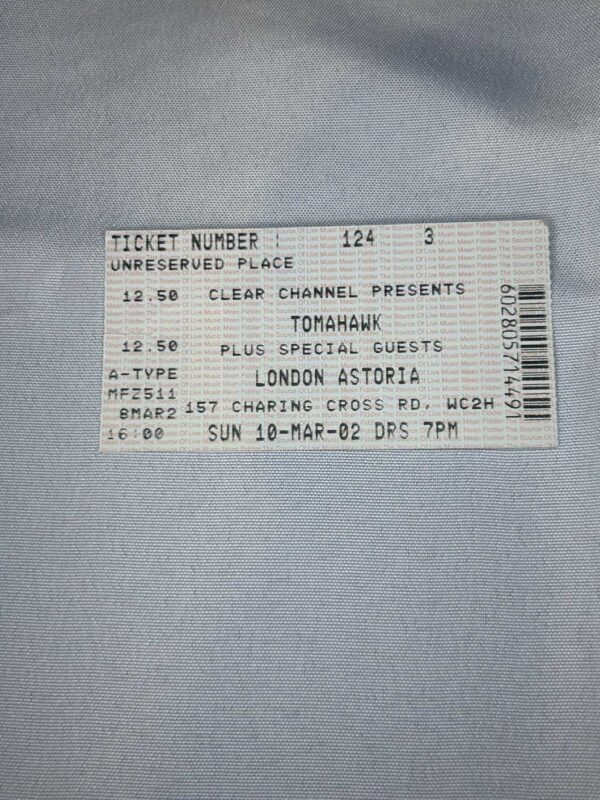 TICKET NUMBER : 124 3
UNRESERVED PLACE
12.50 CLEAR CHANNEL PRESENTS
TOMAHAWK
12.50 PLUS SPECIAL GUESTS
A-TYPE LONDON ASTORIA
MFZ511
8MAR2 157 CHARING CROSS RD, WC2H
16:00 SUN 10-MAR-02 DRS 7PM
602805714491